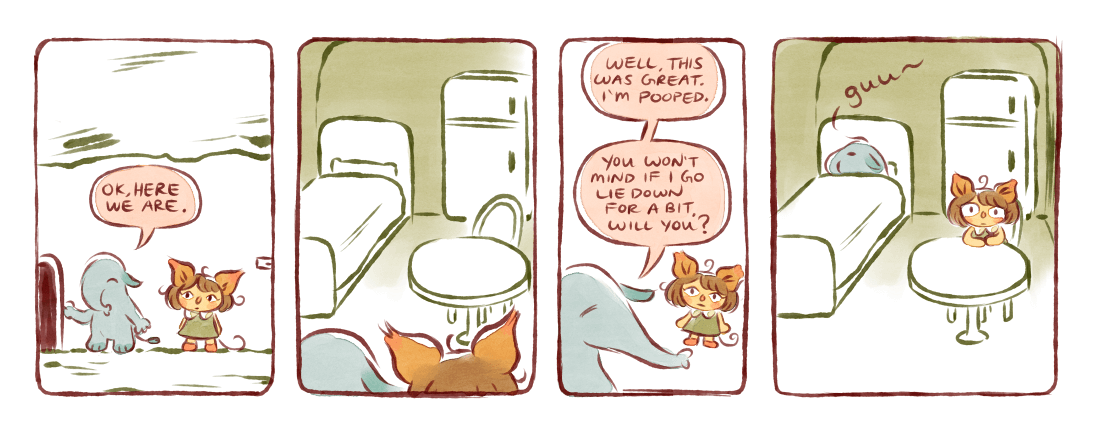 OK, HERE
WE ARE.
WELL, THIS
WAS GREAT.
I'M POOPED.
YOU WON'T
MIND IF I GO
LIE DOWN
FOR A BIT,
WILL YOU?
guu~